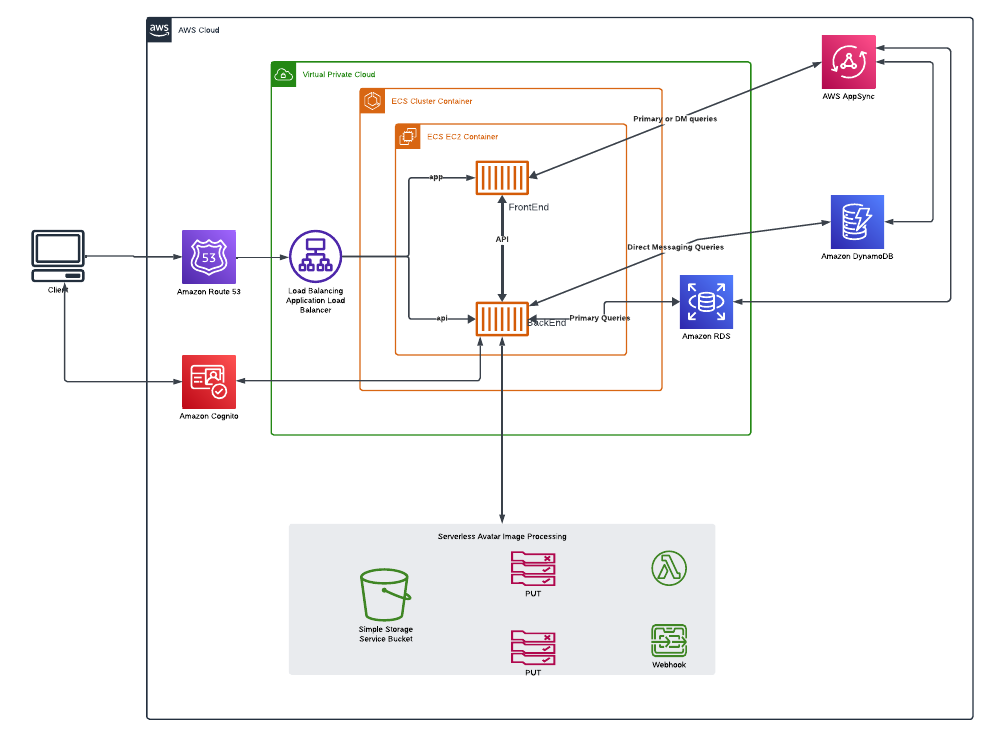 aws
AWS Cloud
Virtual Private Cloud
ECS Cluster Container
ECS EC2 Container
AWS AppSync
Primary or DM queries
app
FrontEnd
API
Direct Messaging Queries
Amazon DynamoDB
Client
53
Amazon Route 53
Load Balancing
Application Load
Balancer
api
BackEnd
Primary Queries
Amazon RDS
Amazon Cognito
Serverless Avatar Image Processing
PUT
Simple Storage
Service Bucket
PUT
Webhook